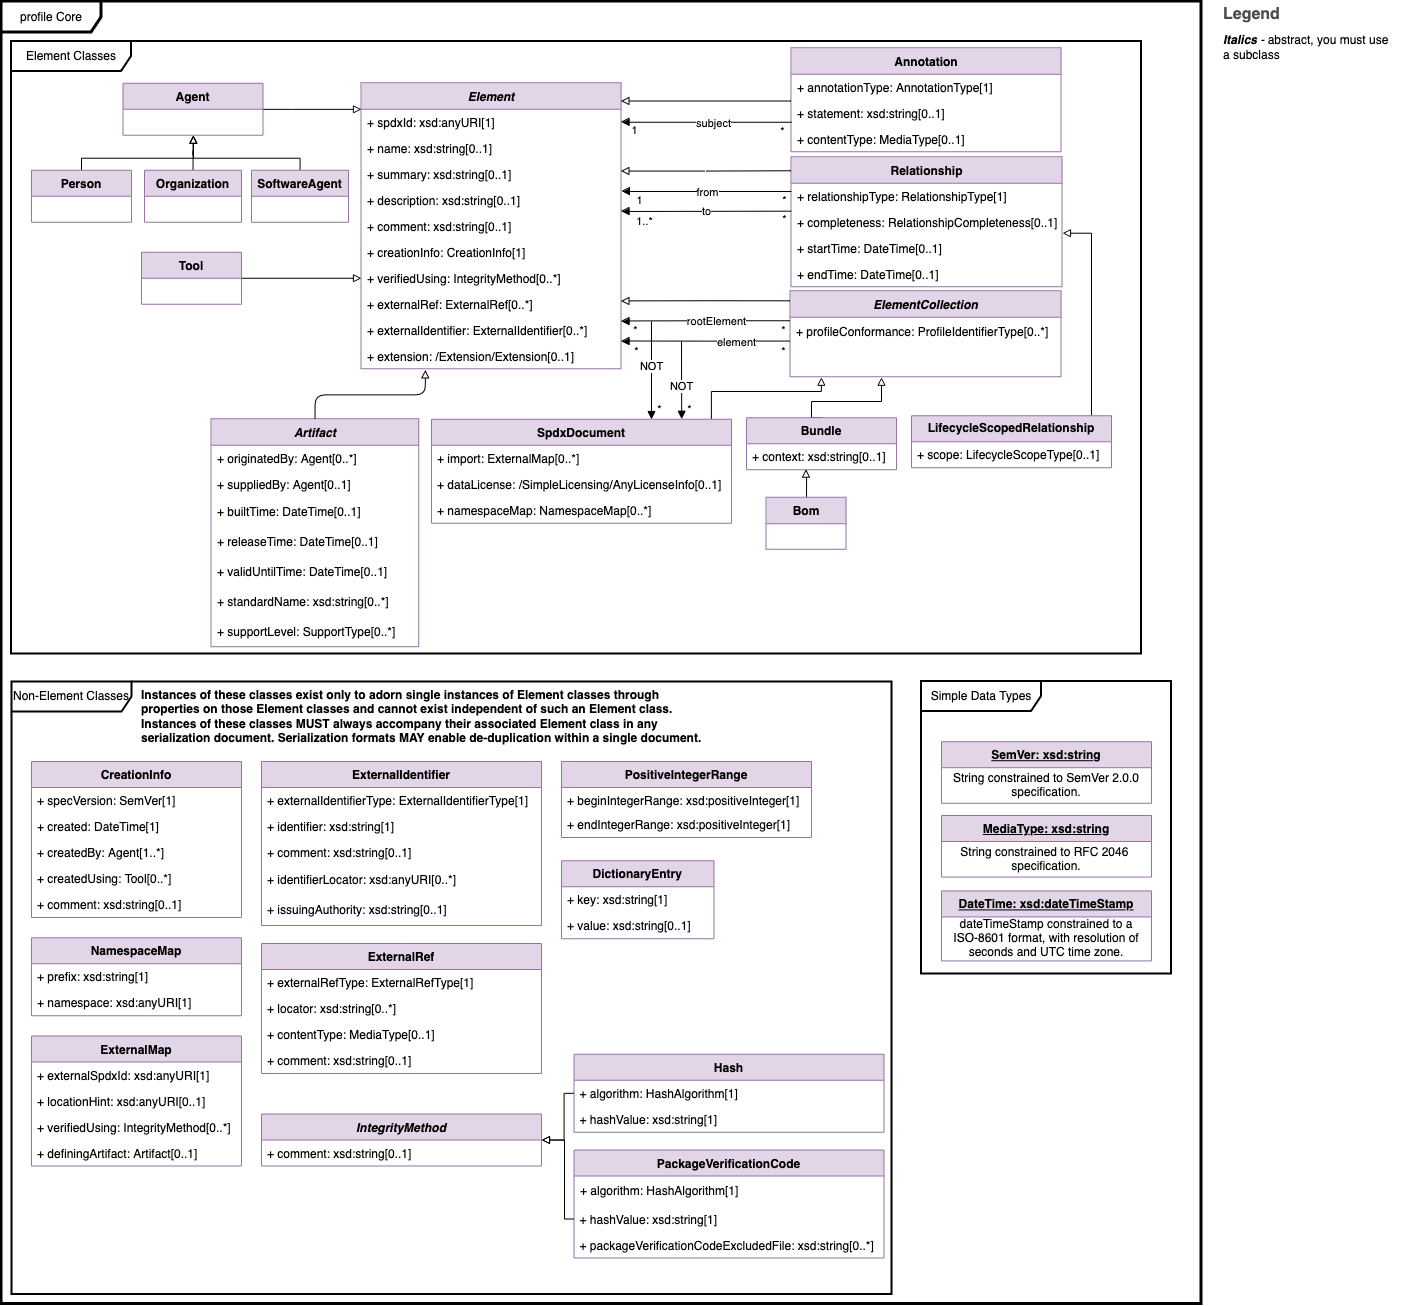 profile Core
Legend
Italics - abstract, you must use
a subclass
Element Classes
Agent
Person
Organization
SoftwareAgent
Tool
Element
+ spdxId: xsd:anyURI[1]
+ name: xsd:string[0..1]
+ summary: xsd:string[0..1]
+ description: xsd:string[0..1]
+ comment: xsd:string[0..1]
+ creationInfo: CreationInfo[1]
+ verifiedUsing: IntegrityMethod[0..*]
+ externalRef: ExternalRef[0..*]
+ externalIdentifier: ExternalIdentifier[0..*]
+ extension: /Extension/Extension[0..1]
1 subject *
1 from *
1..* to *
* rootElement *
* element *
NOT
NOT
*
*
Annotation
+ annotationType: AnnotationType[1]
+ statement: xsd:string[0..1]
+ contentType: MediaType[0..1]
Relationship
+ relationshipType: RelationshipType[1]
+ completeness: RelationshipCompleteness[0..1]
+ startTime: DateTime[0..1]
+ endTime: DateTime[0..1]
ElementCollection
+ profileConformance: ProfileIdentifierType[0..*]
Artifact
+ originatedBy: Agent[0..*]
+ suppliedBy: Agent[0..1]
+ builtTime: DateTime[0..1]
+ releaseTime: DateTime[0..1]
+ validUntilTime: DateTime[0..1]
+ standardName: xsd:string[0..*]
+ supportLevel: SupportType[0..*]
SpdxDocument
+ import: ExternalMap[0..*]
+ dataLicense: /SimpleLicensing/AnyLicenseInfo[0..1]
+ namespaceMap: NamespaceMap[0..*]
Bundle
+ context: xsd:string[0..1]
Bom
LifecycleScopedRelationship
+ scope: LifecycleScopeType[0..1]
Non-Element Classes
Instances of these classes exist only to adorn single instances of Element classes through
properties on those Element classes and cannot exist independent of such an Element class.
Instances of these classes MUST always accompany their associated Element class in any
serialization document. Serialization formats MAY enable de-duplication within a single document.
CreationInfo
+ specVersion: SemVer[1]
+ created: DateTime[1]
+ createdBy: Agent[1..*]
+ createdUsing: Tool[0..*]
+ comment: xsd:string[0..1]
NamespaceMap
+ prefix: xsd:string[1]
+ namespace: xsd:anyURI[1]
ExternalMap
+ externalSpdxId: xsd:anyURI[1]
+ locationHint: xsd:anyURI[0..1]
+ verifiedUsing: IntegrityMethod[0..*]
+ definingArtifact: Artifact[0..1]
ExternalIdentifier
+ externalIdentifierType: ExternalIdentifierType[1]
+ identifier: xsd:string[1]
+ comment: xsd:string[0..1]
+ identifierLocator: xsd:anyURI[0..*]
+ issuingAuthority: xsd:string[0..1]
ExternalRef
+ externalRefType: ExternalRefType[1]
+ locator: xsd:string[0..*]
+ contentType: MediaType[0..1]
+ comment: xsd:string[0..1]
IntegrityMethod
+ comment: xsd:string[0..1]
PositiveIntegerRange
+ beginIntegerRange: xsd:positiveInteger[1]
+ endIntegerRange: xsd:positiveInteger[1]
DictionaryEntry
+ key: xsd:string[1]
+ value: xsd:string[0..1]
Hash
+ algorithm: HashAlgorithm[1]
+ hashValue: xsd:string[1]
PackageVerificationCode
+ algorithm: HashAlgorithm[1]
+ hashValue: xsd:string[1]
+ packageVerificationCodeExcludedFile: xsd:string[0..*]
Simple Data Types
SemVer: xsd:string
String constrained to SemVer 2.0.0
specification.
MediaType: xsd:string
String constrained to RFC 2046
specification.
DateTime: xsd:dateTimeStamp
dateTimeStamp constrained to a
ISO-8601 format, with resolution of
seconds and UTC time zone.